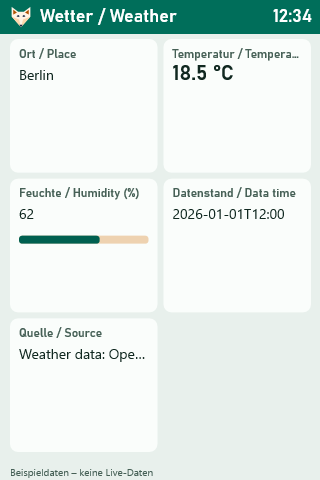 Wetter / Weather
12:34
Ort / Place
Berlin
Temperatur / Tempera…
18.5 °C
Feuchte / Humidity (%)
62
Datenstand / Data time
2026-01-01T12:00
Quelle / Source
Weather data: Ope…
Beispieldaten – keine Live-Daten